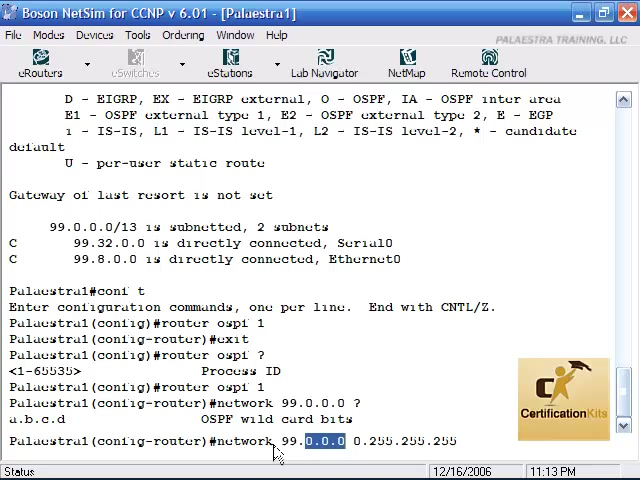 Boson NetSim for CCNP v 6.01 - [Palaestra1]
File Modes Devices Tools Ordering Window Help
PALAESTRA TRAINING, LLC
eRouters eSwitches eStations Lab Navigator NetMap Remote Control
D - EIGRP, EX - EIGRP external, O - OSPF, IA - OSPF inter area
E1 - OSPF external type 1, E2 - OSPF external type 2, E - EGP
i - IS-IS, L1 - IS-IS level-1, L2 - IS-IS level-2, * - candidate
default
U - per-user static route
Gateway of last resort is not set
99.0.0.0/13 is subnetted, 2 subnets
C 99.32.0.0 is directly connected, Serial0
C 99.8.0.0 is directly connected, Ethernet0
Palaestra1#conf t
Enter configuration commands, one per line. End with CNTL/Z.
Palaestra1(config)#router ospf 1
Palaestra1(config-router)#exit
Palaestra1(config)#router ospf ?
<1-65535> Process ID
Palaestra1(config)#router ospf 1
Palaestra1(config-router)#network 99.0.0.0 ?
a.b.c.d OSPF wild card bits
Palaestra1(config-router)#network 99.0.0.0 0.255.255.255
CertificationKits
Status 12/16/2006 11:13 PM